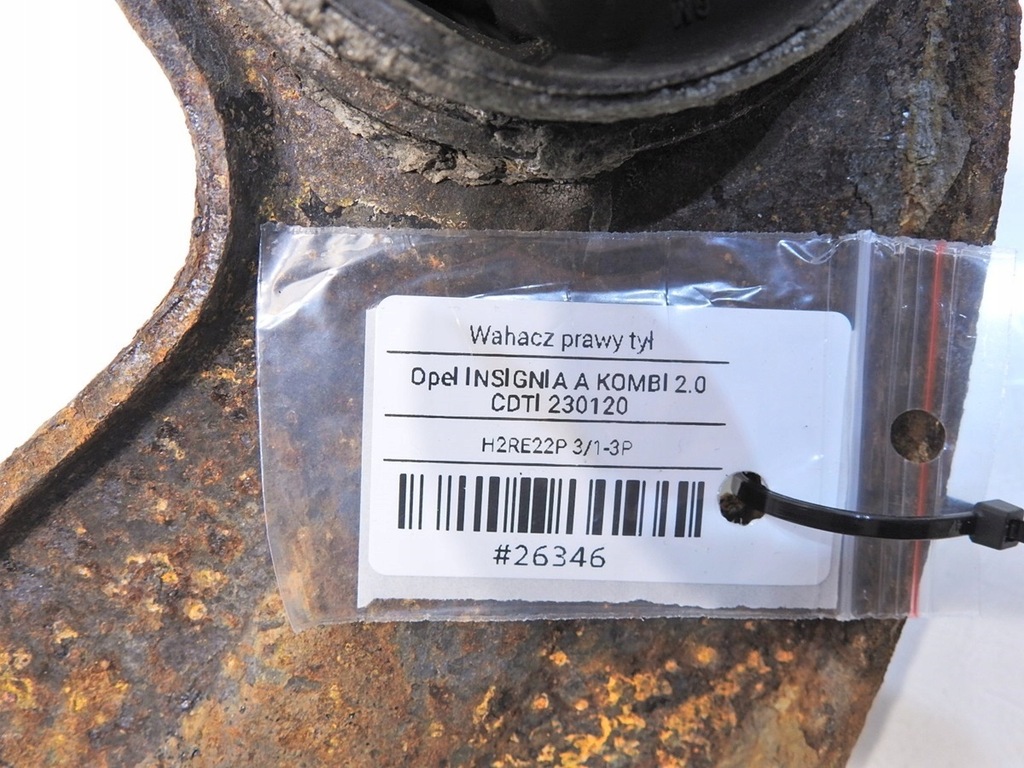 Wahacz prawy tył
Opel INSIGNIA A KOMBI 2.0
CDTI 230120
H2RE22P 3/1-3P
#26346